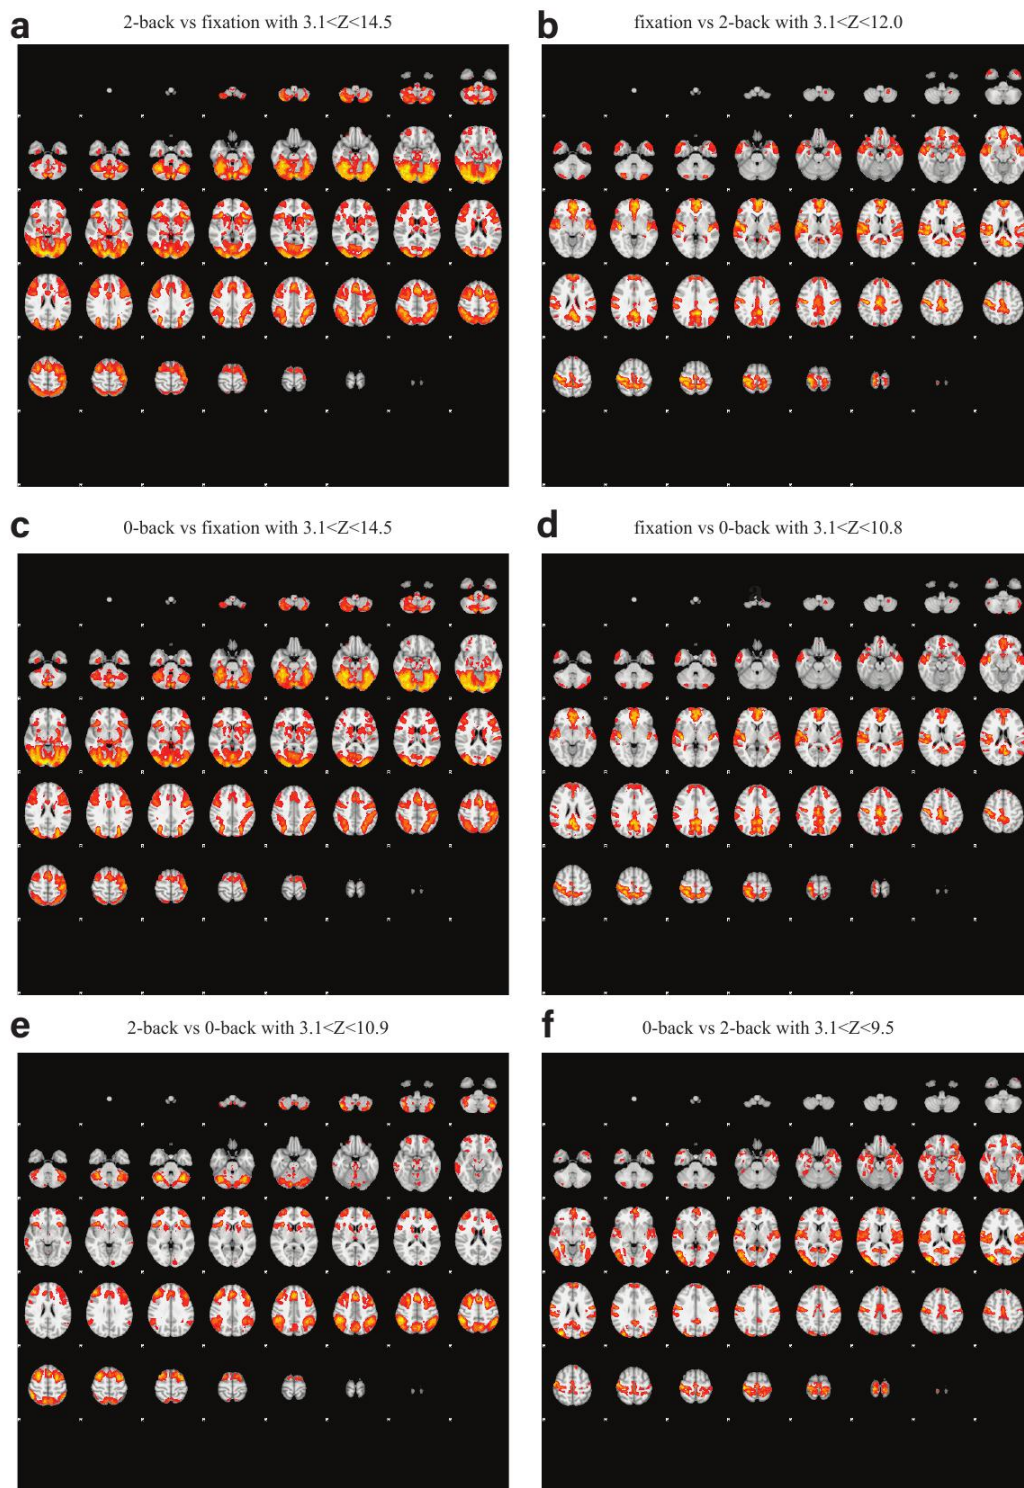 a 2-back vs fixation with 3.1<Z<14.5
b fixation vs 2-back with 3.1<Z<12.0
c 0-back vs fixation with 3.1<Z<14.5
d fixation vs 0-back with 3.1<Z<10.8
e 2-back vs 0-back with 3.1<Z<10.9
f 0-back vs 2-back with 3.1<Z<9.5